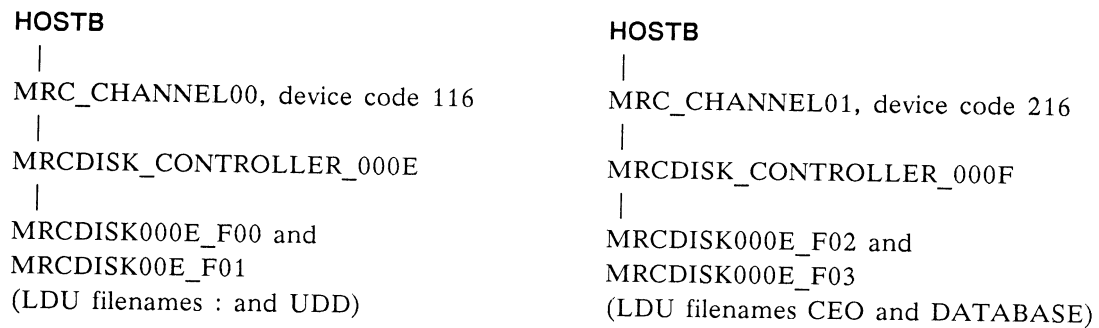 HOSTB
MRC_CHANNEL00, device code 116
MRCDISK_CONTROLLER_000E
MRCDISK000E_F00 and
MRCDISK00E_F01
(LDU filenames : and UDD)
HOSTB
MRC_CHANNEL01, device code 216
MRCDISK_CONTROLLER_000F
MRCDISK000E_F02 and
MRCDISK000E_F03
(LDU filenames CEO and DATABASE)